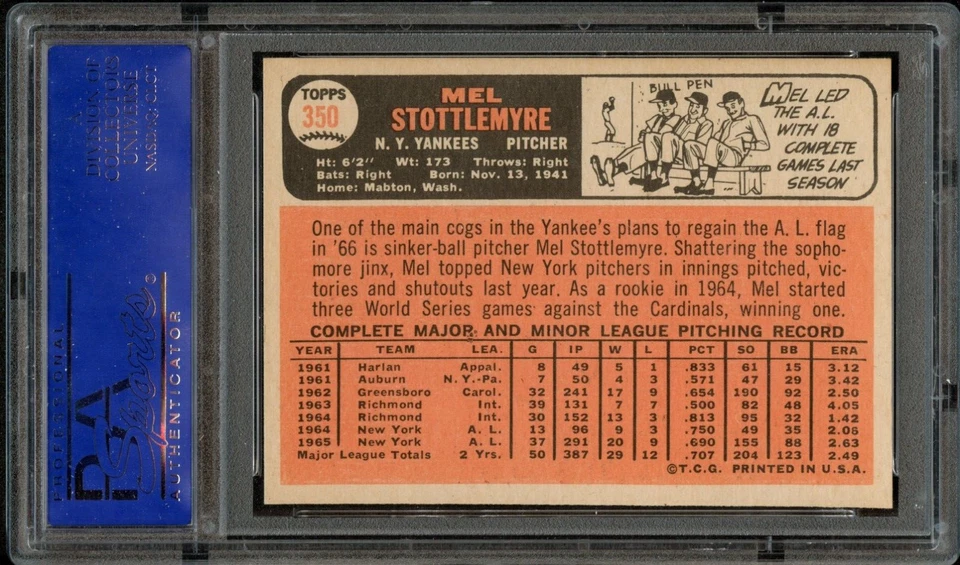 A
DIVISION OF
COLLECTORS
UNIVERSE
NASDAQ: CLCT
PROFESSIONAL
PSA
Sports
AUTHENTICATOR
TOPPS
350
MEL
STOTTLEMYRE
N. Y. YANKEES PITCHER
Ht: 6'2" Wt: 173 Throws: Right
Bats: Right Born: Nov. 13, 1941
Home: Mabton, Wash.
BULL PEN
MEL LED
THE A.L.
WITH 18
COMPLETE
GAMES LAST
SEASON
One of the main cogs in the Yankee's plans to regain the A. L. flag
in '66 is sinker-ball pitcher Mel Stottlemyre. Shattering the sopho-
more jinx, Mel topped New York pitchers in innings pitched, vic-
tories and shutouts last year. As a rookie in 1964, Mel started
three World Series games against the Cardinals, winning one.
COMPLETE MAJOR AND MINOR LEAGUE PITCHING RECORD
YEAR TEAM LEA. G IP W L PCT SO BB ERA
1961 Harlan Appal. 8 49 5 1 .833 61 15 3.12
1961 Auburn N.Y.-Pa. 7 50 4 3 .571 47 29 3.42
1962 Greensboro Carol. 32 241 17 9 .654 190 92 2.50
1963 Richmond Int. 39 131 7 7 .500 82 48 4.05
1964 Richmond Int. 30 152 13 3 .813 95 32 1.42
1964 New York A. L. 13 96 9 3 .750 49 35 2.06
1965 New York A. L. 37 291 20 9 .690 155 88 2.63
Major League Totals 2 Yrs. 50 387 29 12 .707 204 123 2.49
©T.C.G. PRINTED IN U.S.A.